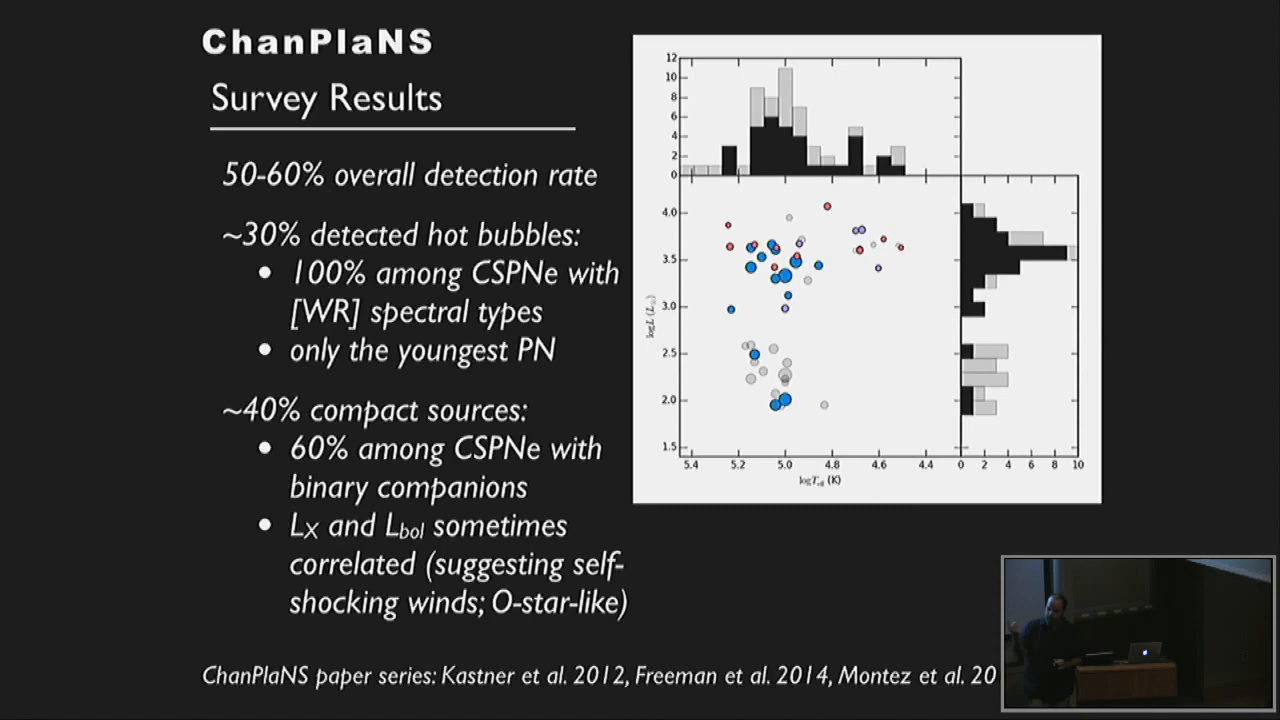 ChanPlaNS
Survey Results
50-60% overall detection rate
~30% detected hot bubbles:
• 100% among CSPNe with
[WR] spectral types
• only the youngest PN
~40% compact sources:
• 60% among CSPNe with
binary companions
• LX and Lbol sometimes
correlated (suggesting self-
shocking winds; O-star-like)
ChanPlaNS paper series: Kastner et al. 2012, Freeman et al. 2014, Montez et al. 20
12
10
8
6
4
2
0
4.0
3.5
3.0
2.5
2.0
1.5
log L (L☉)
5.4 5.2 5.0 4.8 4.6 4.4
log Teff (K)
0 2 4 6 8 10